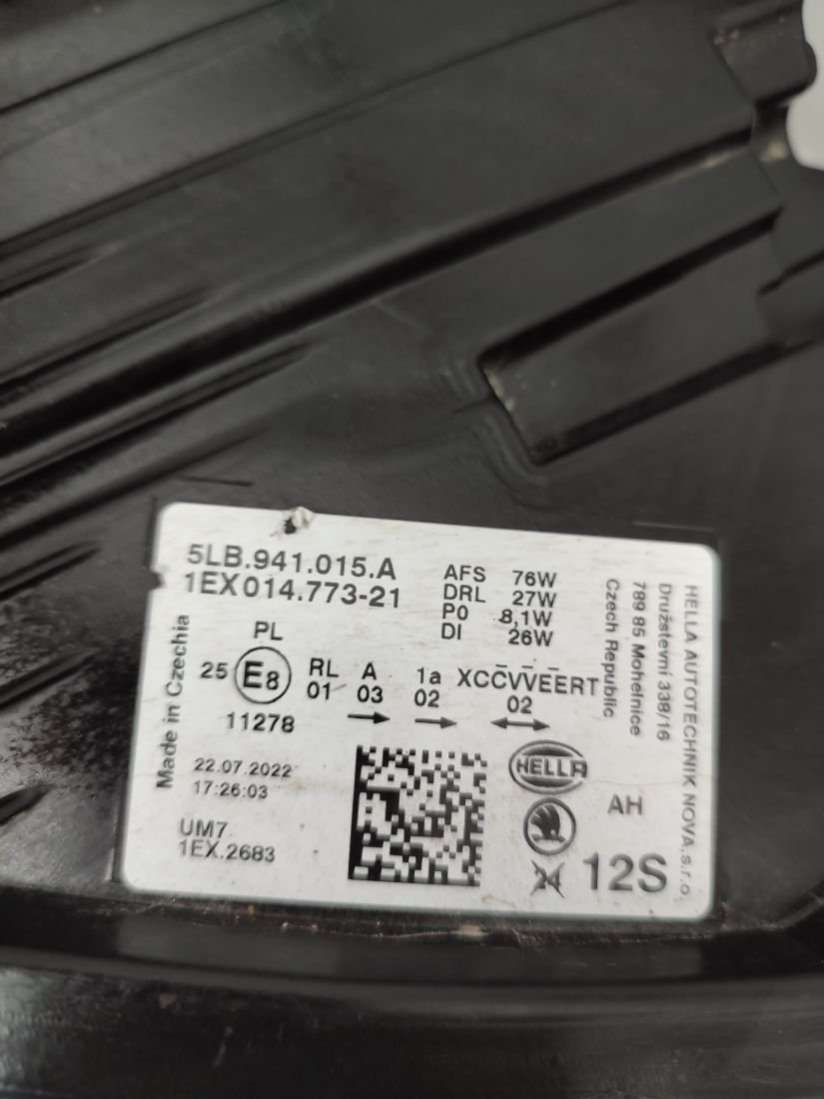 5LB.941.015.A
1EX014.773-21
AFS 76W
DRL 27W
P0 8,1W
DI 26W
HELLA AUTOTECHNIK NOVA,s.r.o.
Družstevní 338/16
789 85 Mohelnice
Czech Republic
Made in Czechia
PL
25 E8
11278
RL
01
A
03
1a
02
XCC̄VV̄EĒRT
02
22.07.2022
17:26:03
UM7
1EX.2683
HELLA
AH
12S